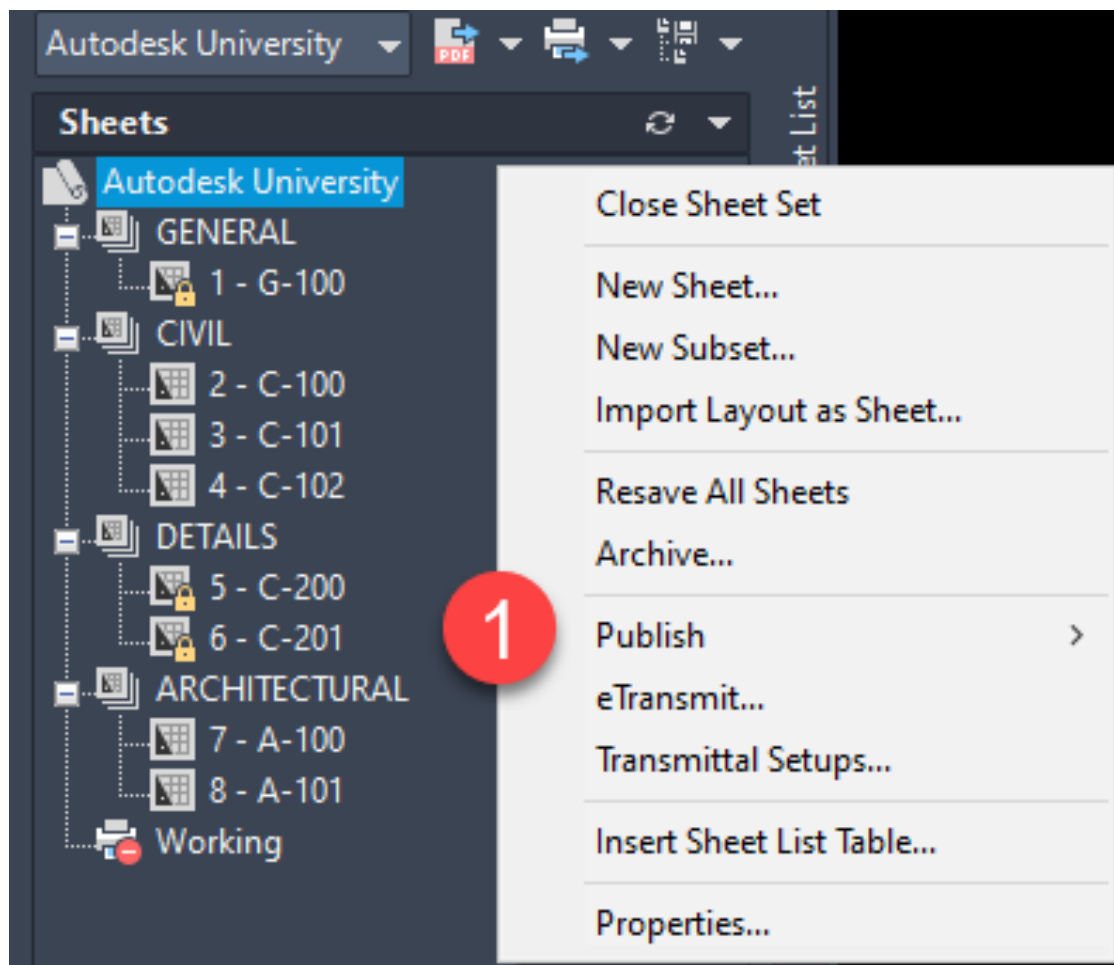 Autodesk University
PDF
Sheets
et List
Autodesk University
GENERAL
1 - G-100
CIVIL
2 - C-100
3 - C-101
4 - C-102
DETAILS
5 - C-200
6 - C-201
ARCHITECTURAL
7 - A-100
8 - A-101
Working
Close Sheet Set
New Sheet...
New Subset...
Import Layout as Sheet...
Resave All Sheets
Archive...
1
Publish
eTransmit...
Transmittal Setups...
Insert Sheet List Table...
Properties...